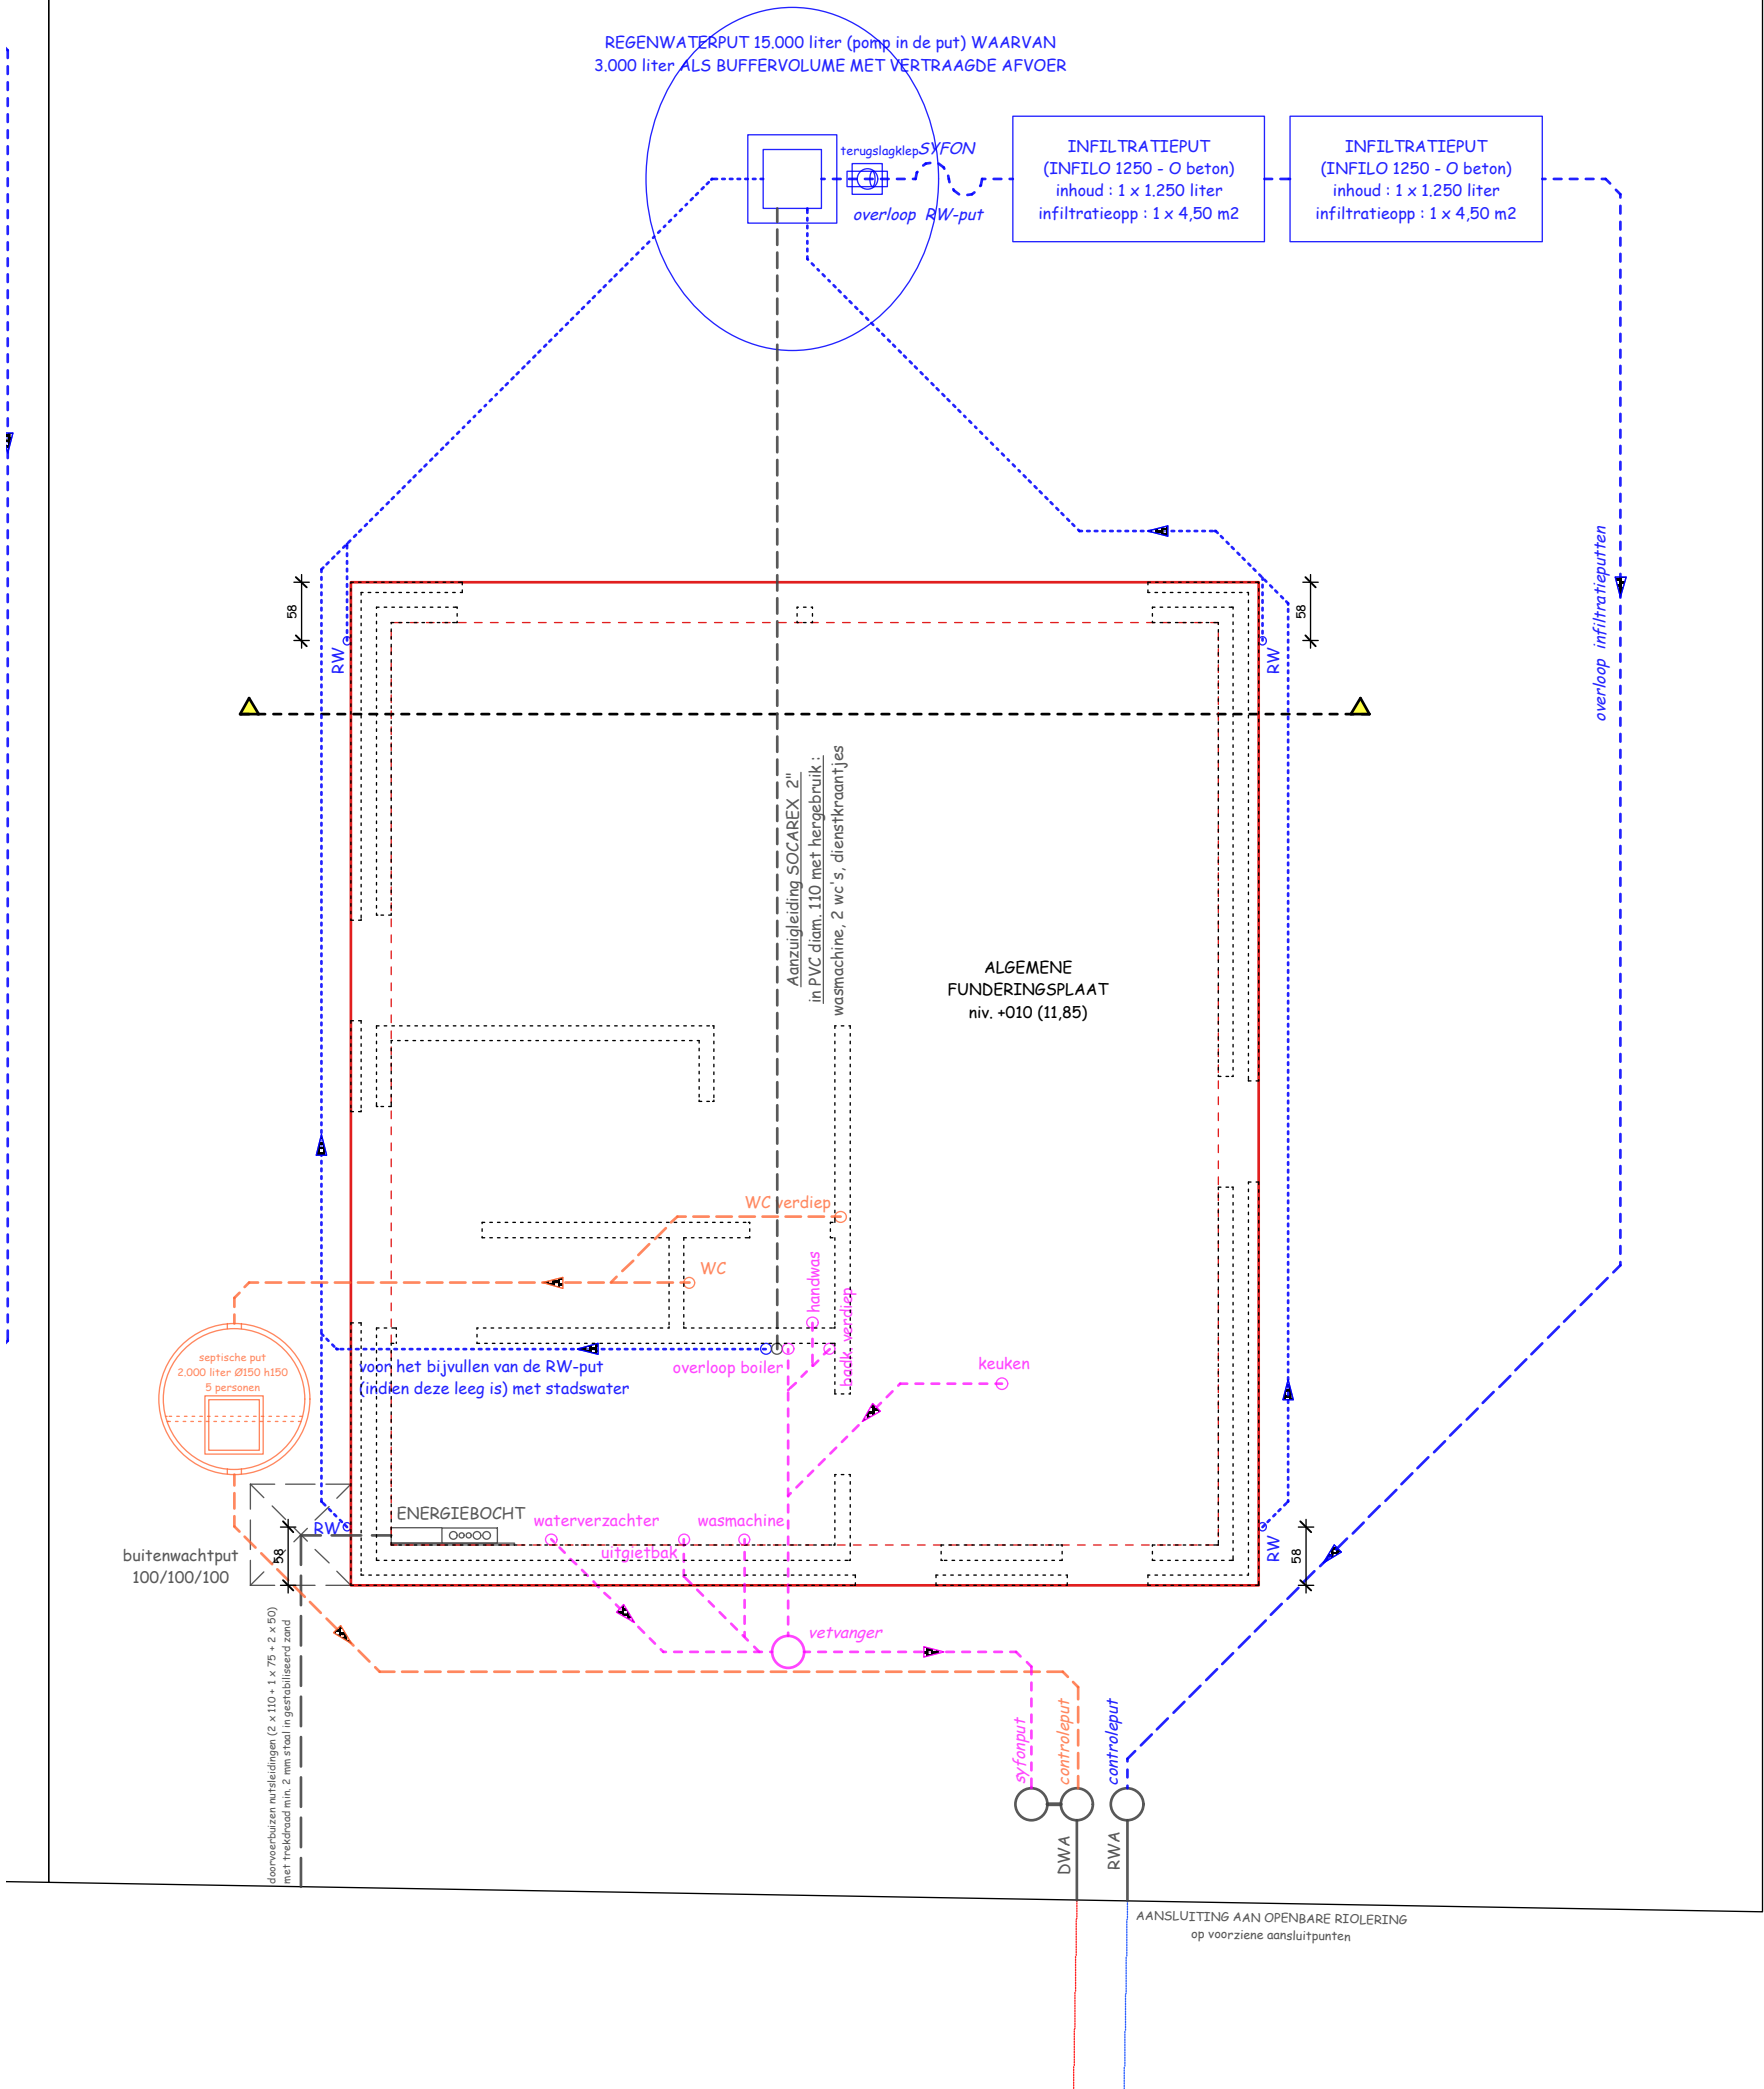 REGENWATERPUT 15.000 liter (pomp in de put) WAARVAN
3.000 liter ALS BUFFERVOLUME MET VERTRAAGDE AFVOER
terugslagklep
SYFON
overloop RW-put
INFILTRATIEPUT
(INFILO 1250 - O beton)
inhoud : 1 x 1.250 liter
infiltratieopp : 1 x 4,50 m2
INFILTRATIEPUT
(INFILO 1250 - O beton)
inhoud : 1 x 1.250 liter
infiltratieopp : 1 x 4,50 m2
overloop infiltratieputten
58
RW
58
RW
Aanzuigleiding SOCAREX 2"
in PVC diam. 110 met hergebruik :
wasmachine, 2 wc's, dienstkraantjes
ALGEMENE
FUNDERINGSPLAAT
niv. +010 (11,85)
WC verdiep
WC
handwas
badk. verdiep
septische put
2.000 liter Ø150 h150
5 personen
voor het bijvullen van de RW-put
(indien deze leeg is) met stadswater
overloop boiler
keuken
ENERGIEBOCHT
RW
58
waterverzachter
wasmachine
uitgietbak
RW
58
buitenwachtput
100/100/100
doorvoerbuizen nutsleidingen (2 x 110 + 1 x 75 + 2 x 50)
met trekdraad min. 2 mm staal in gestabiliseerd zand
vetvanger
syfonput
controleput
controleput
DWA
RWA
AANSLUITING AAN OPENBARE RIOLERING
op voorziene aansluitpunten